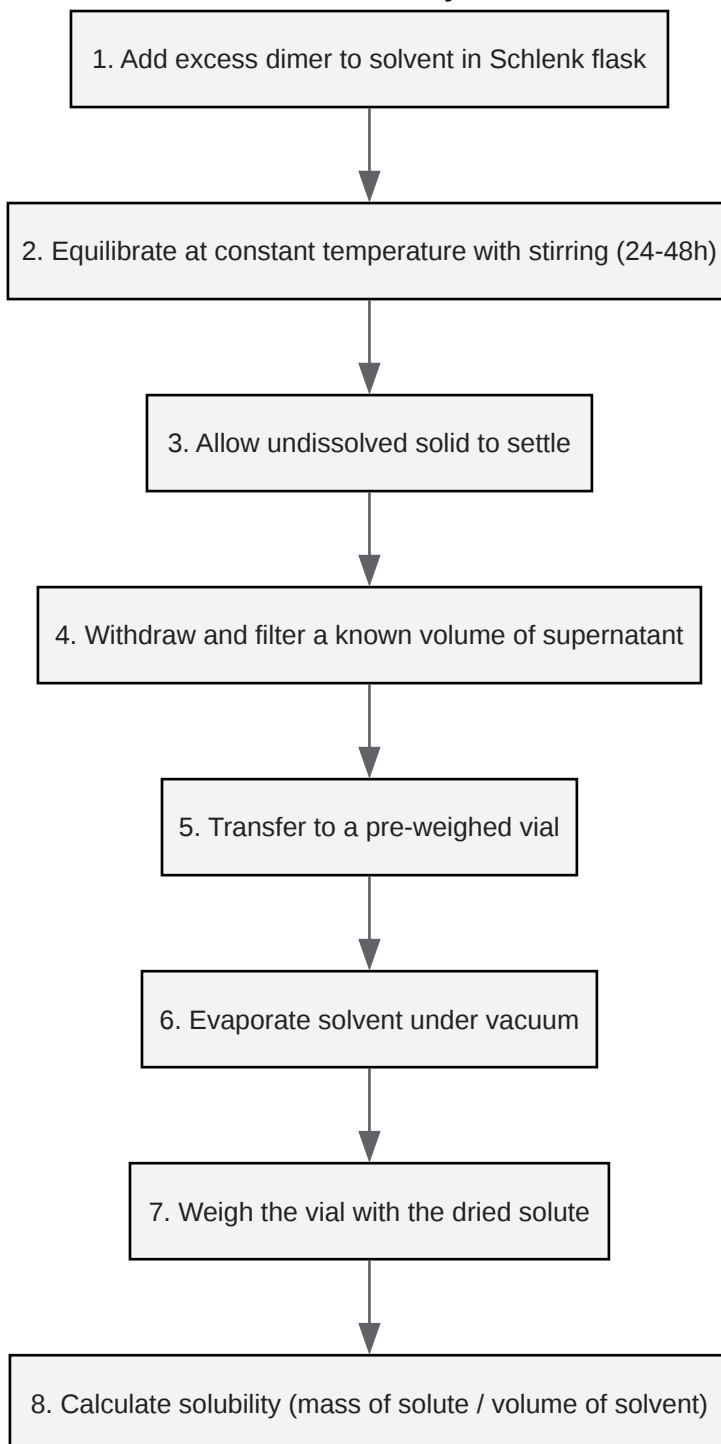 1. Add excess dimer to solvent in Schlenk flask
2. Equilibrate at constant temperature with stirring (24-48h)
3. Allow undissolved solid to settle
4. Withdraw and filter a known volume of supernatant
5. Transfer to a pre-weighed vial
6. Evaporate solvent under vacuum
7. Weigh the vial with the dried solute
8. Calculate solubility (mass of solute / volume of solvent)